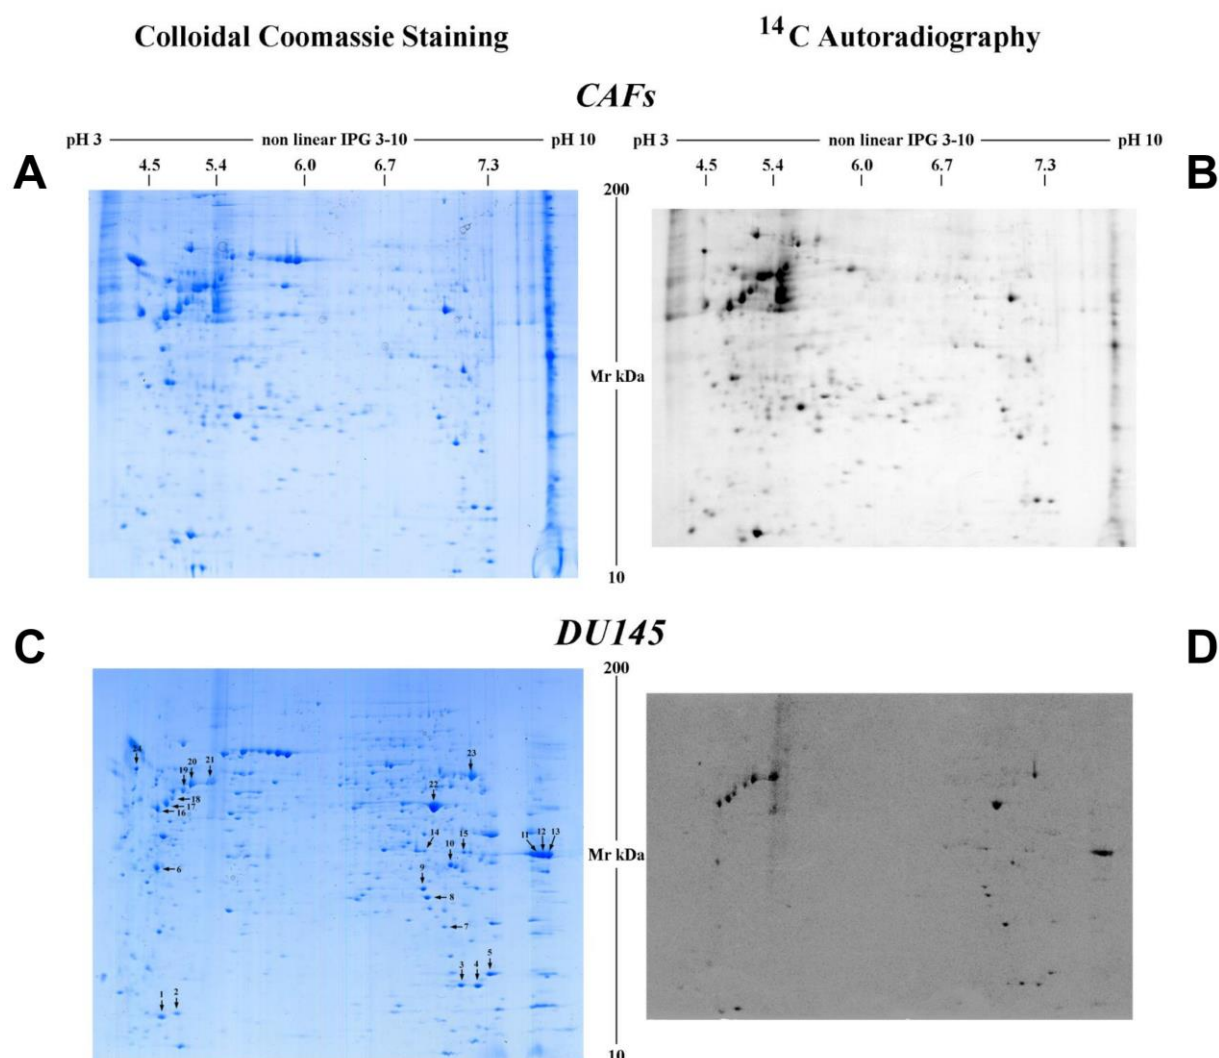 Colloidal Coomassie Staining
14C Autoradiography
CAFs
pH 3 non linear IPG 3-10 pH 10
pH 3 non linear IPG 3-10 pH 10
A
4.5 5.4 6.0 6.7 7.3
4.5 5.4 6.0 6.7 7.3
B
200
Mr kDa
10
C
DU145
D
200
24
23
20 21
19
22
18
17
16
14 15
11 12 13
Mr kDa
10
9
6
8
7
5
3 4
1 2
10